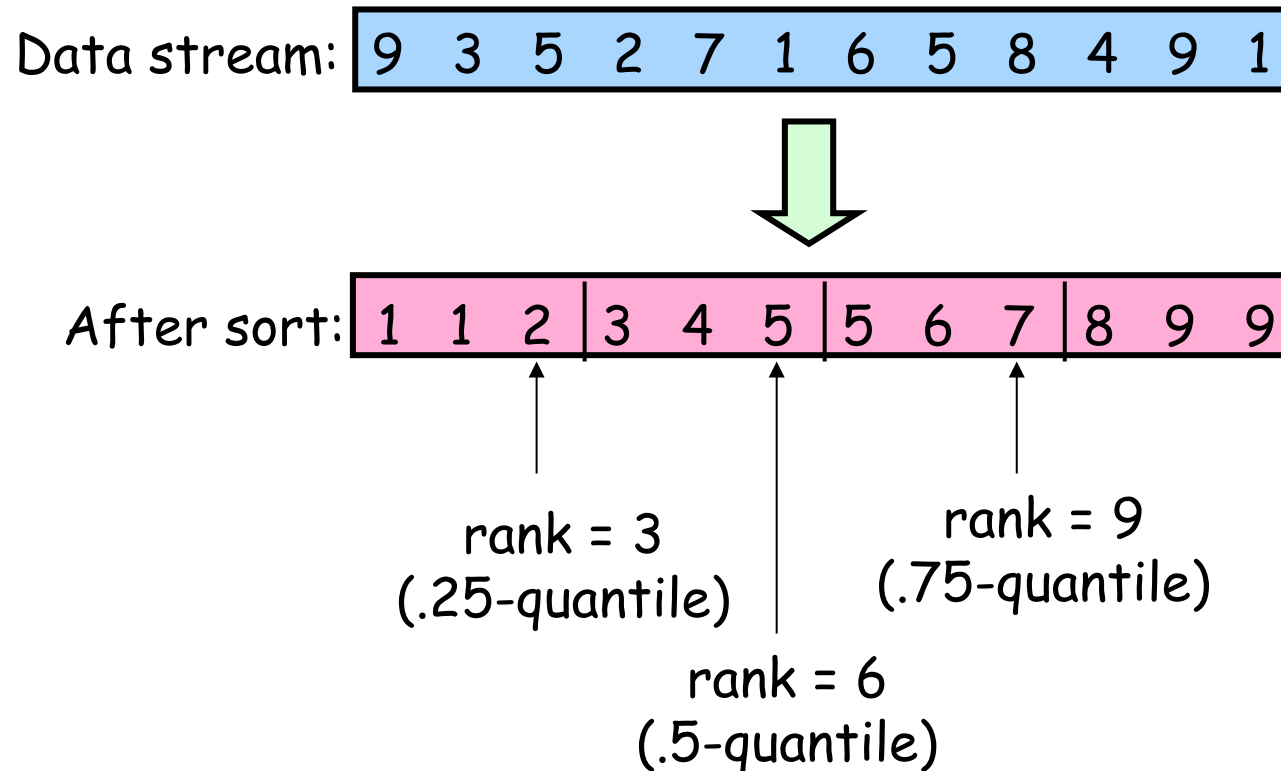 Data stream: 9 3 5 2 7 1 6 5 8 4 9 1
After sort: 1 1 2 3 4 5 5 6 7 8 9 9
rank = 3
(.25-quantile)
rank = 9
(.75-quantile)
rank = 6
(.5-quantile)